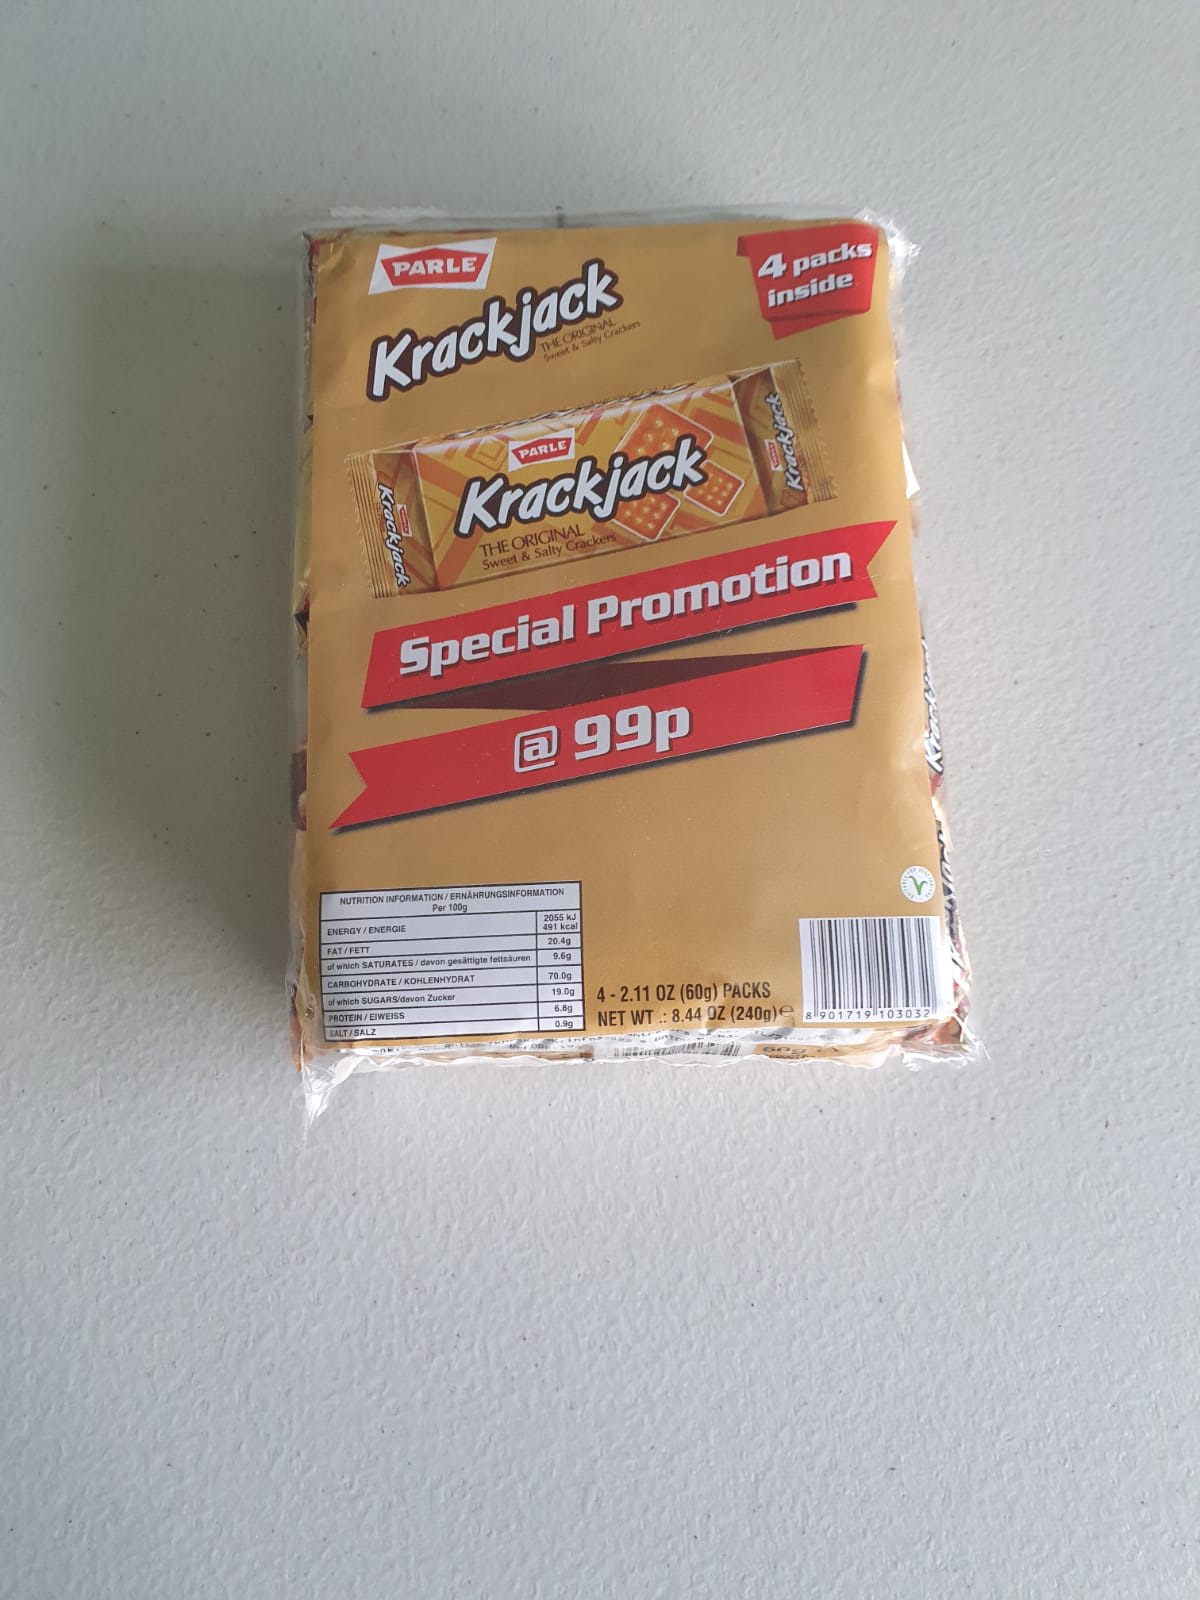 PARLE
Krackjack
THE ORIGINAL
Sweet & Salty Crackers
4 packs
inside
PARLE
Krackjack
THE ORIGINAL
Sweet & Salty Crackers
Krackjack
PARLE
Krackjack
Special Promotion
@ 99p
NUTRITION INFORMATION / ERNÄHRUNGSINFORMATION
Per 100g
ENERGY / ENERGIE 2055 kJ
491 kcal
FAT / FETT 20.4g
of which SATURATES / davon gesättigte fettsäuren 9.6g
CARBOHYDRATE / KOHLENHYDRAT 70.0g
of which SUGARS/davon Zucker 19.0g
PROTEIN / EIWEISS 6.8g
SALT / SALZ 0.9g
4 - 2.11 OZ (60g) PACKS
NET WT .: 8.44 OZ (240g) e
8 901719 103032
Krackjack